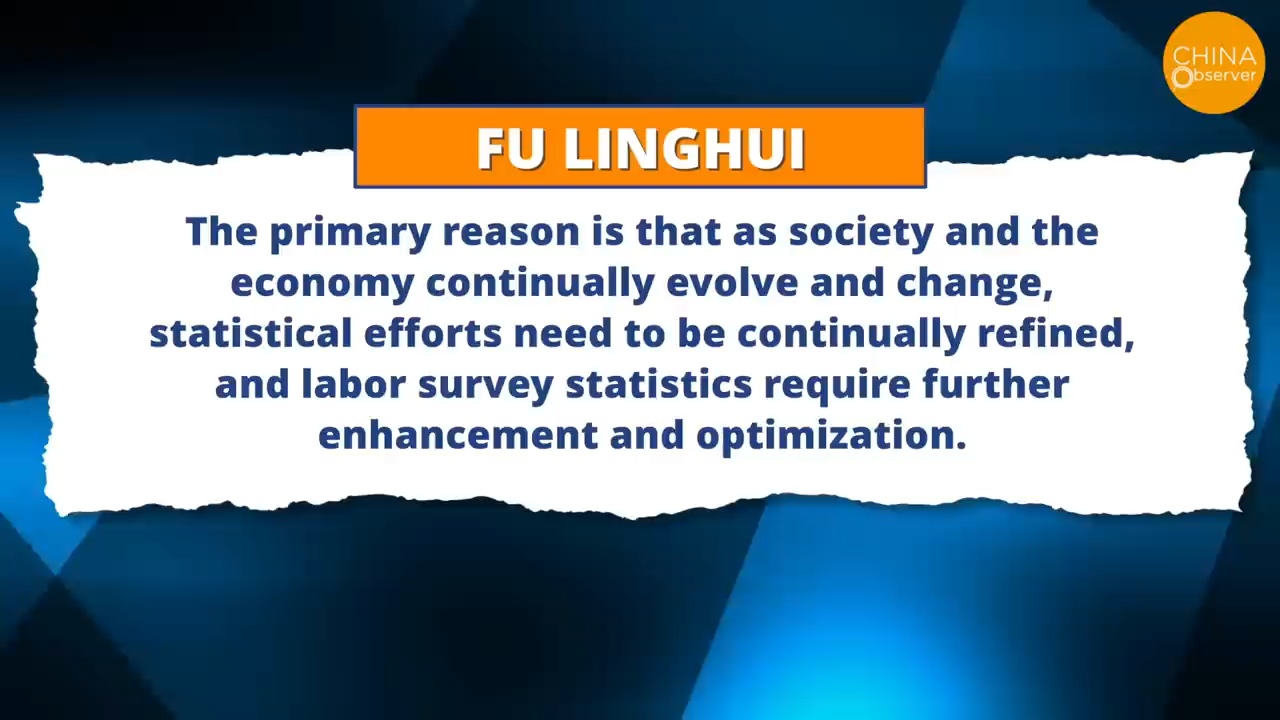 CHINA
Observer
FU LINGHUI
The primary reason is that as society and the
economy continually evolve and change,
statistical efforts need to be continually refined,
and labor survey statistics require further
enhancement and optimization.